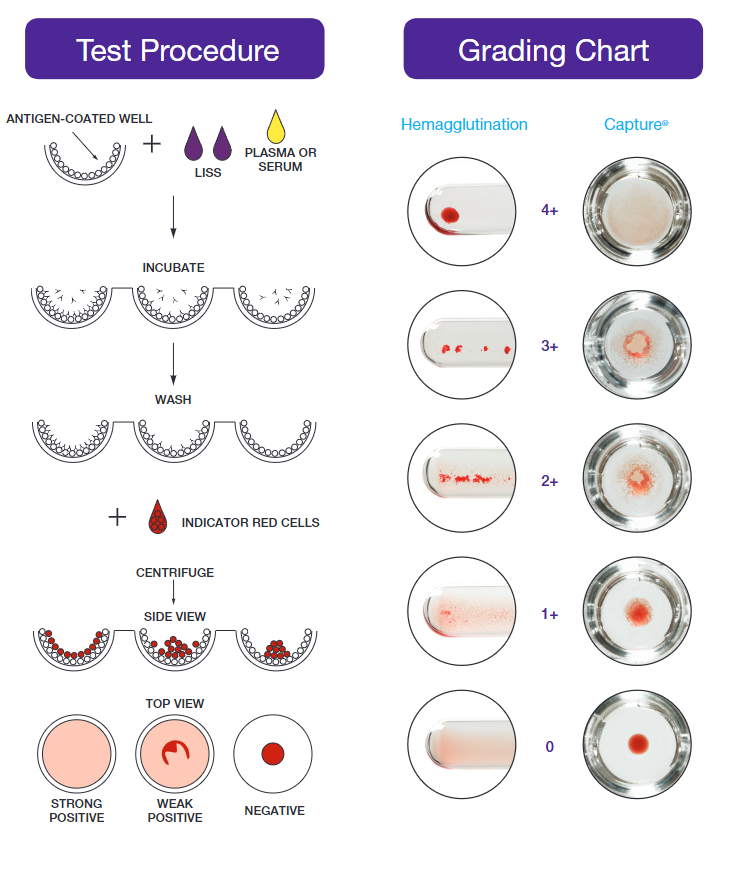 Test Procedure
ANTIGEN-COATED WELL
+
LISS
PLASMA OR
SERUM
INCUBATE
WASH
+
INDICATOR RED CELLS
CENTRIFUGE
SIDE VIEW
TOP VIEW
STRONG
POSITIVE
WEAK
POSITIVE
NEGATIVE
Grading Chart
Hemagglutination
Capture®
4+
3+
2+
1+
0